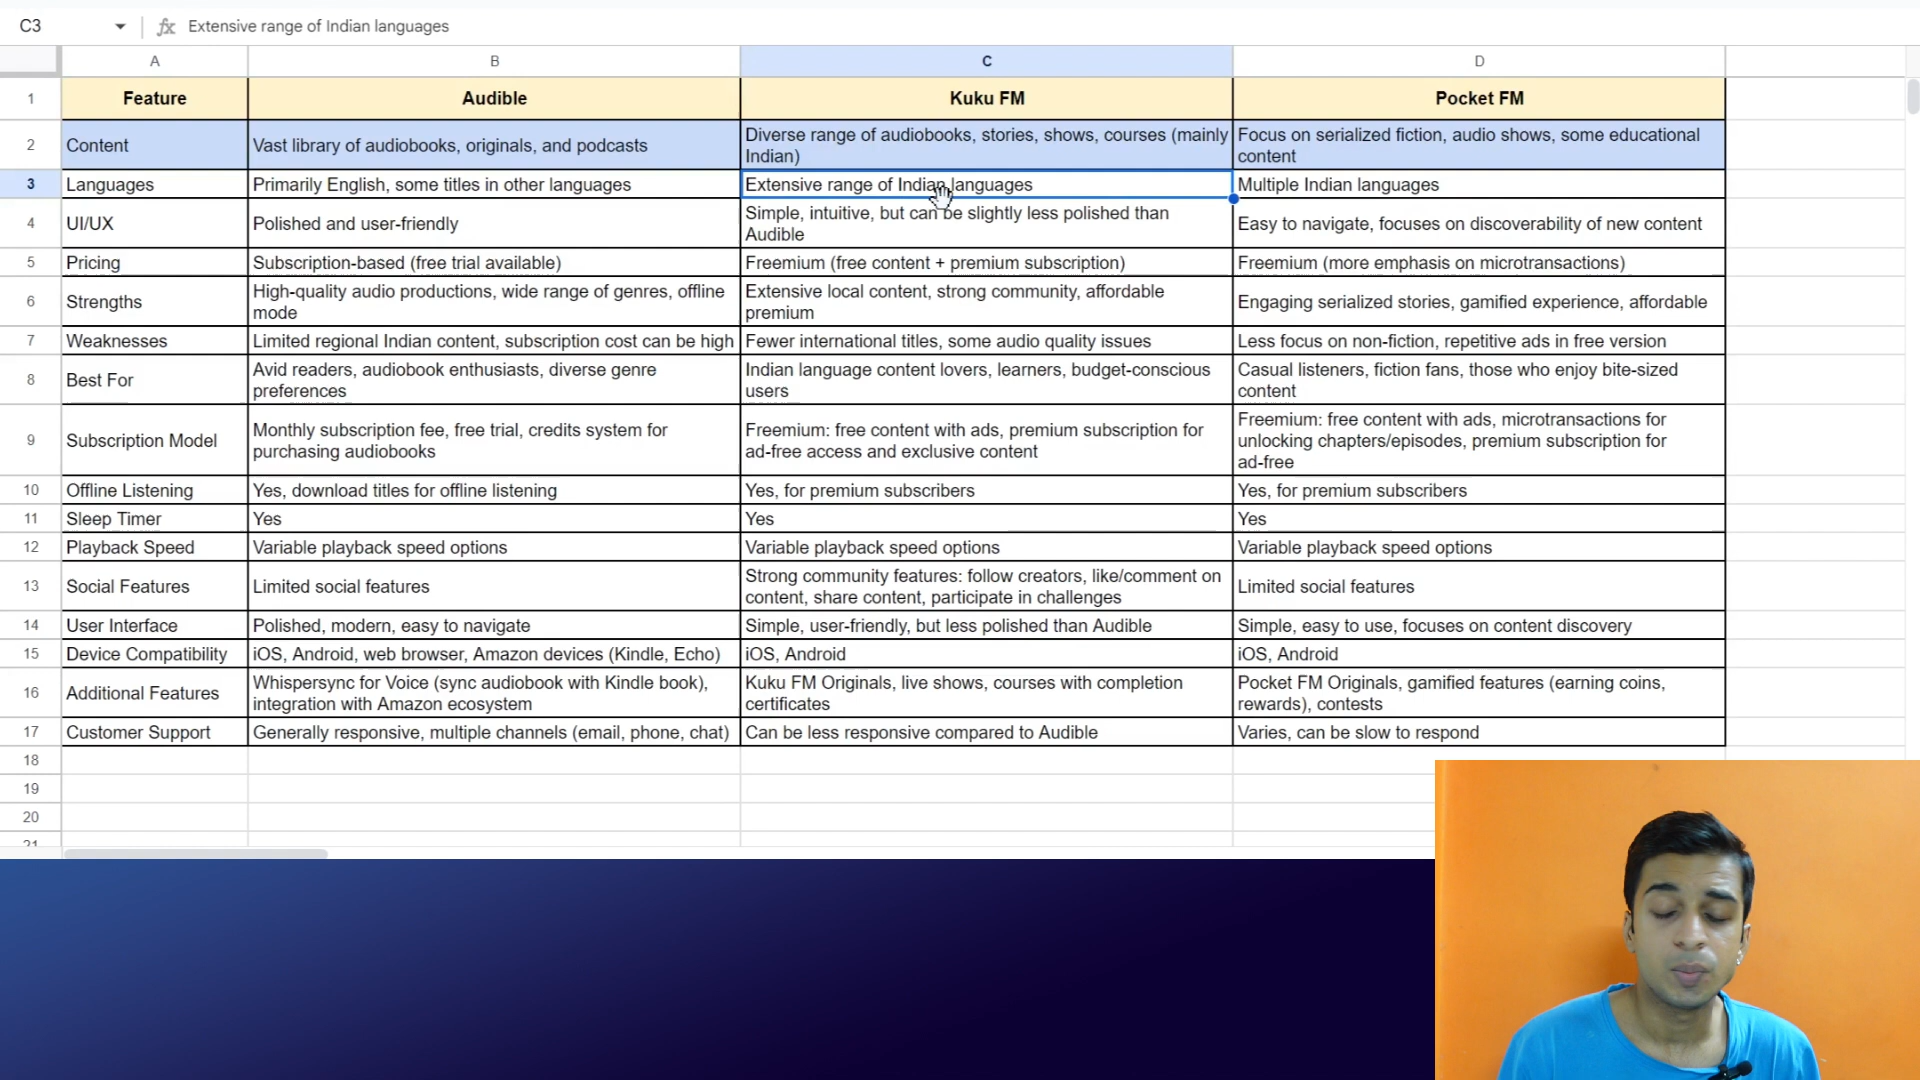 C3
fx Extensive range of Indian languages
A B C D
1 Feature Audible Kuku FM Pocket FM
2 Content Vast library of audiobooks, originals, and podcasts Diverse range of audiobooks, stories, shows, courses (mainly Focus on serialized fiction, audio shows, some educational
Indian) content
3 Languages Primarily English, some titles in other languages Extensive range of Indian languages Multiple Indian languages
4 UI/UX Polished and user-friendly Simple, intuitive, but can be slightly less polished than Easy to navigate, focuses on discoverability of new content
Audible
5 Pricing Subscription-based (free trial available) Freemium (free content + premium subscription) Freemium (more emphasis on microtransactions)
6 Strengths High-quality audio productions, wide range of genres, offline Extensive local content, strong community, affordable Engaging serialized stories, gamified experience, affordable
mode premium
7 Weaknesses Limited regional Indian content, subscription cost can be high Fewer international titles, some audio quality issues Less focus on non-fiction, repetitive ads in free version
8 Best For Avid readers, audiobook enthusiasts, diverse genre Indian language content lovers, learners, budget-conscious Casual listeners, fiction fans, those who enjoy bite-sized
preferences users content
9 Subscription Model Monthly subscription fee, free trial, credits system for Freemium: free content with ads, premium subscription for Freemium: free content with ads, microtransactions for
purchasing audiobooks ad-free access and exclusive content unlocking chapters/episodes, premium subscription for
ad-free
10 Offline Listening Yes, download titles for offline listening Yes, for premium subscribers Yes, for premium subscribers
11 Sleep Timer Yes Yes Yes
12 Playback Speed Variable playback speed options Variable playback speed options Variable playback speed options
13 Social Features Limited social features Strong community features: follow creators, like/comment on Limited social features
content, share content, participate in challenges
14 User Interface Polished, modern, easy to navigate Simple, user-friendly, but less polished than Audible Simple, easy to use, focuses on content discovery
15 Device Compatibility iOS, Android, web browser, Amazon devices (Kindle, Echo) iOS, Android iOS, Android
16 Additional Features Whispersync for Voice (sync audiobook with Kindle book), Kuku FM Originals, live shows, courses with completion Pocket FM Originals, gamified features (earning coins,
integration with Amazon ecosystem certificates rewards), contests
17 Customer Support Generally responsive, multiple channels (email, phone, chat) Can be less responsive compared to Audible Varies, can be slow to respond
18
19
20
21